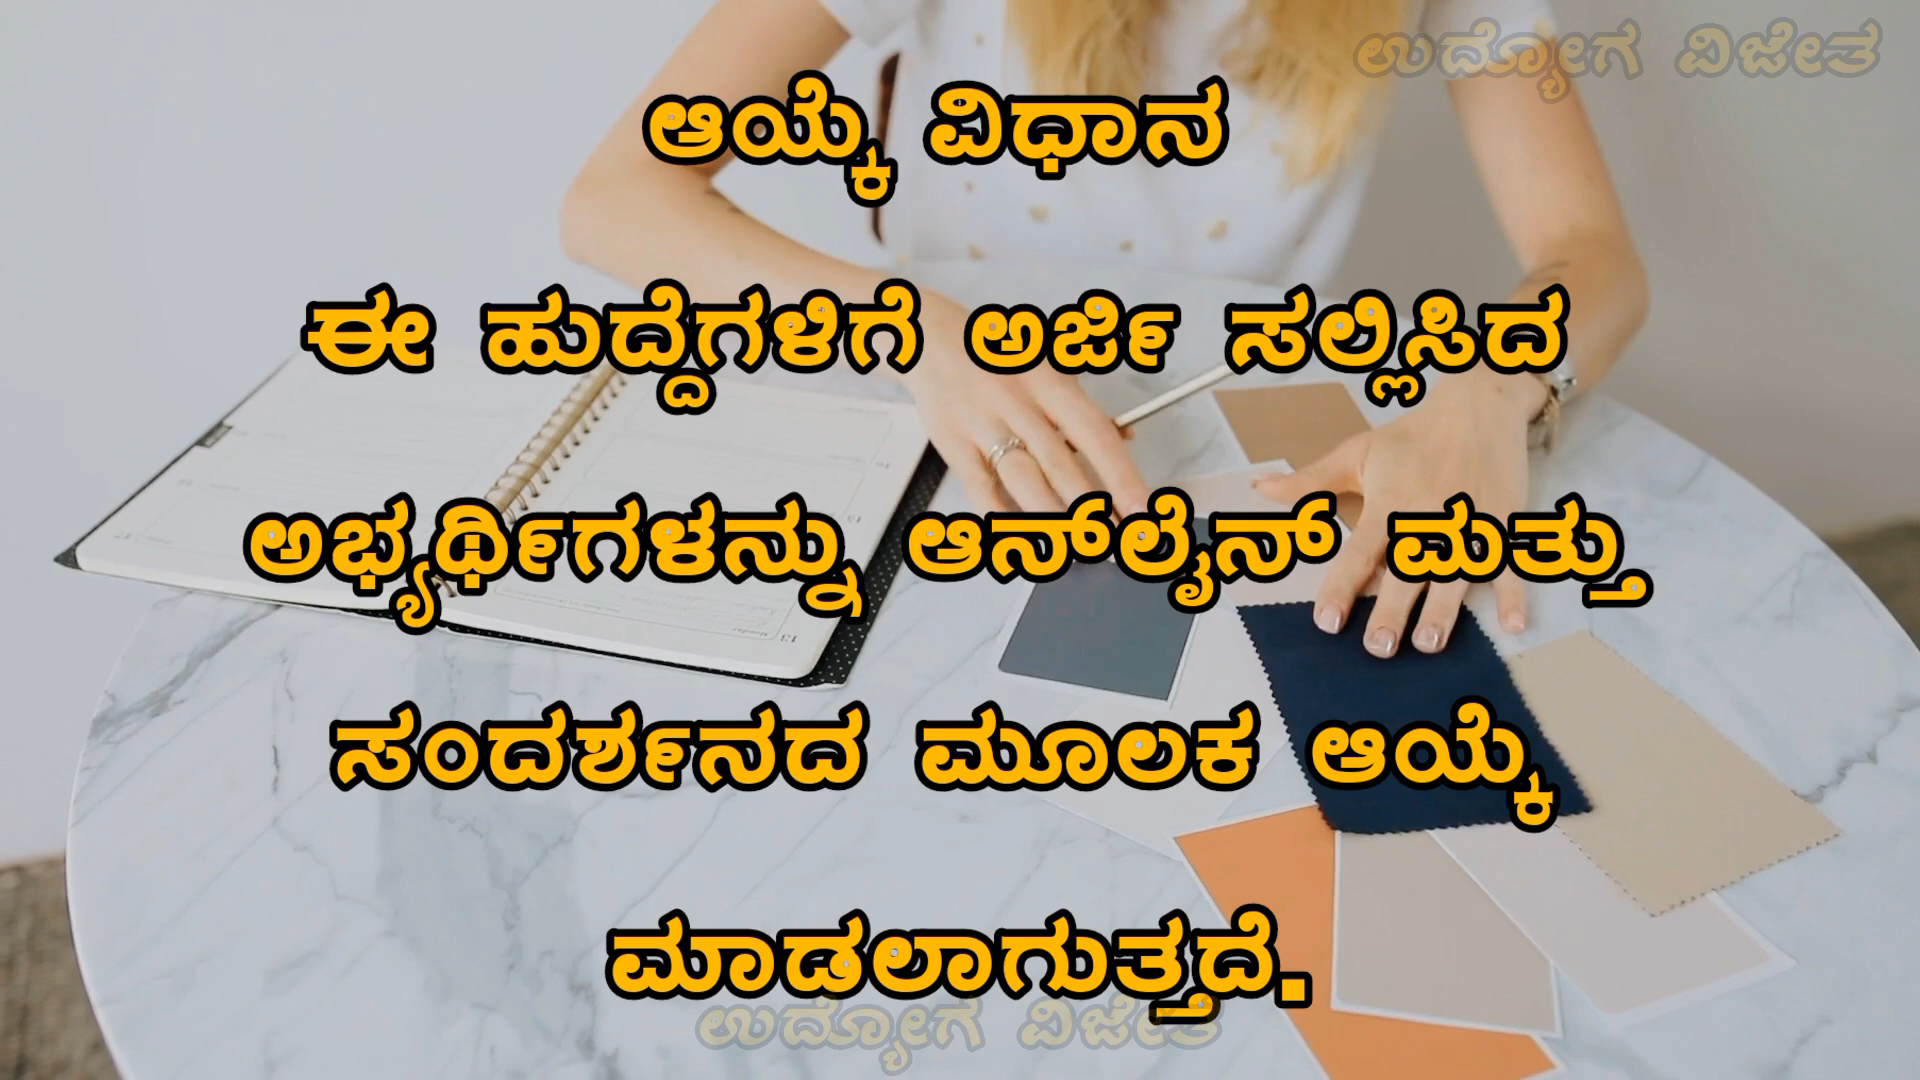 ಉದ್ಯೋಗ ವಿಜೇತ
ಆಯ್ಕೆ ವಿಧಾನ
ಈ ಹುದ್ದೆಗಳಿಗೆ ಅರ್ಜಿ ಸಲ್ಲಿಸಿದ
ಅಭ್ಯರ್ಥಿಗಳನ್ನು ಆನ್‌ಲೈನ್ ಮತ್ತು
ಸಂದರ್ಶನದ ಮೂಲಕ ಆಯ್ಕೆ
ಮಾಡಲಾಗುತ್ತದೆ.
ಉದ್ಯೋಗ ವಿಜೇತ